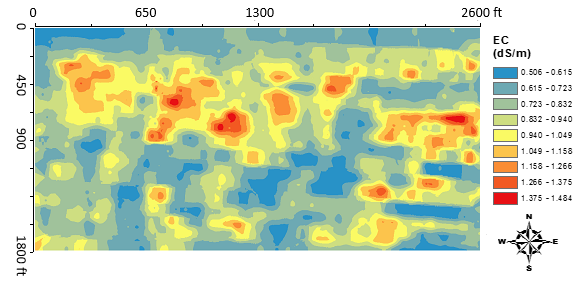 0 650 1300 2600 ft
0
450
900
1800 ft
EC
(dS/m)
0.506 - 0.615
0.615 - 0.723
0.723 - 0.832
0.832 - 0.940
0.940 - 1.049
1.049 - 1.158
1.158 - 1.266
1.266 - 1.375
1.375 - 1.484
N
W E
S